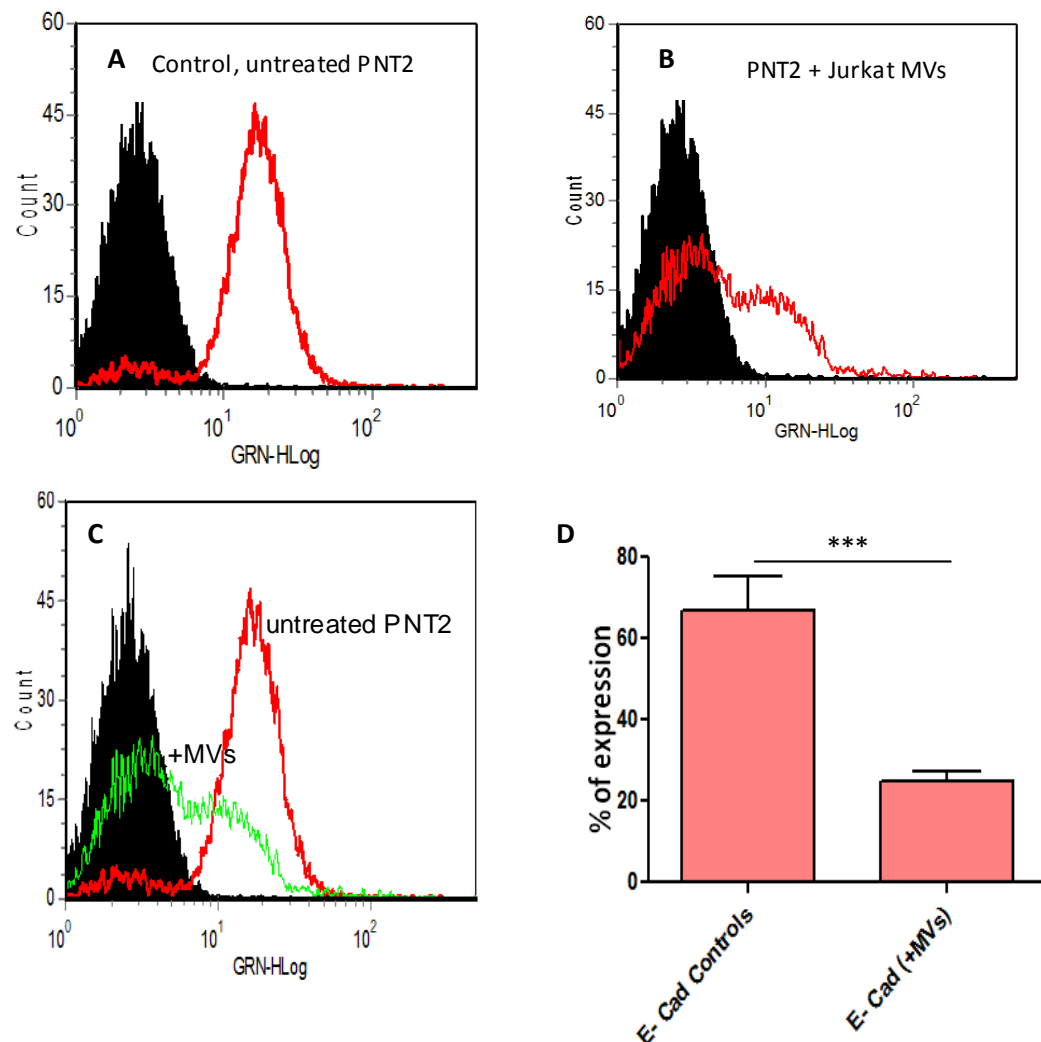 A
Control, untreated PNT2
60
45
30
15
0
Count
10^0
10^1
10^2
GRN-HLog
B
PNT2 + Jurkat MVs
60
45
30
15
0
Count
10^0
10^1
10^2
GRN-HLog
C
untreated PNT2
+MVs
60
45
30
15
0
Count
10^0
10^1
10^2
GRN-HLog
D
***
80
60
40
20
0
% of expression
E- Cad Controls
E- Cad (+MVs)